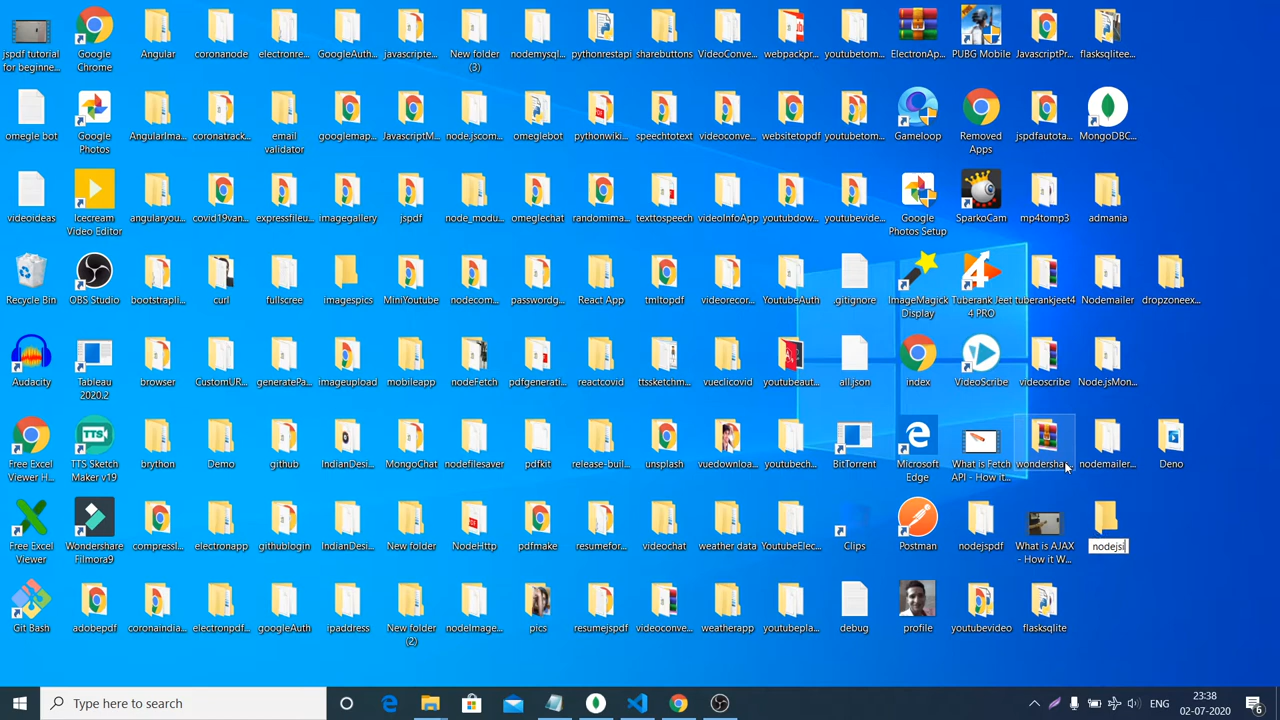 jspdf tutorial
for beginne...
Google
Chrome
Angular
coronanode
electronre...
GoogleAuth...
javascripte...
New folder
(3)
nodemysql...
pythonrestapi
sharebuttons
VideoConve...
webpackpr...
youtubetom...
ElectronAp...
PUBG Mobile
JavascriptPr...
flasksqlitee...
omegle bot
Google
Photos
AngularIma...
coronatrack...
email
validator
googlemap...
JavascriptM...
node.jscom...
omeglebot
pythonwiki...
speechtotext
videoconve...
websitetopdf
youtubetom...
Gameloop
Removed
Apps
jspdfautota...
MongoDBC...
videoideas
Icecream
Video Editor
angularyou...
covid19van...
expressfileu...
imagegallery
jspdf
node_modu...
omeglechat
randomima...
texttospeech
videoInfoApp
youtubdow...
youtubevide...
Google
Photos Setup
SparkoCam
mp4tomp3
admania
Recycle Bin
OBS Studio
bootstrapli...
curl
fullscree
imagespics
MiniYoutube
nodecom...
passwordg...
React App
tmltopdf
videorecor...
YoutubeAuth
.gitignore
ImageMagick
Display
Tuberank Jeet
4 PRO
tuberankjeet4
Nodemailer
dropzoneex...
Audacity
Tableau
2020.2
browser
CustomUR...
generatePa...
imageupload
mobileapp
nodeFetch
pdfgenerati...
reactcovid
ttssketchm...
vueclicovid
youtubeaut...
all.json
index
VideoScribe
videoscribe
Node.jsMon...
Free Excel
Viewer H...
TTS Sketch
Maker v19
brython
Demo
github
IndianDesi...
MongoChat
nodefilesaver
pdfkit
release-buil...
unsplash
vuedownloa...
youtubech...
BitTorrent
Microsoft
Edge
What is Fetch
API - How it...
wondersha...
nodemailer...
Deno
Free Excel
Viewer
Wondershare
Filmora9
compressI...
electronapp
githublogin
IndianDesi...
New folder
NodeHttp
pdfmake
resumefor...
videochat
weather.data
YoutubeElec...
Clips
Postman
nodejspdf
What is AJAX
- How it W...
nodejsi
Git Bash
adobepdf
coronaindia...
electronpdf...
googleAuth
ipaddress
New folder
(2)
nodeImage...
pics
resumejspdf
videoconve...
weatherapp
youtubepla...
debug
profile
youtubevideo
flasksqlite
Type here to search
ENG
23:38
02-07-2020
6